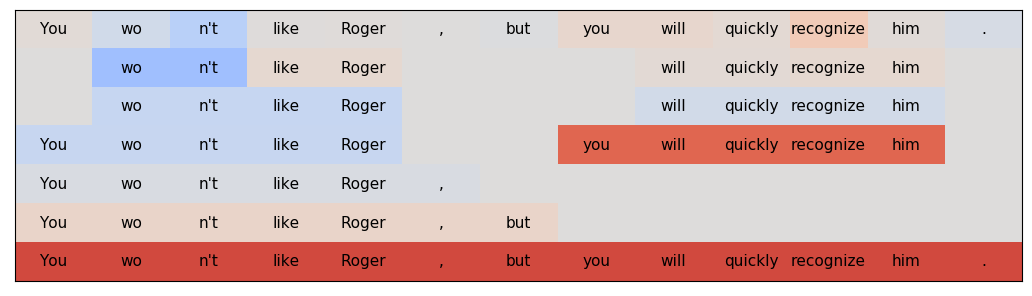 You wo n't like Roger , but you will quickly recognize him .
wo n't like Roger will quickly recognize him
wo n't like Roger will quickly recognize him
You wo n't like Roger you will quickly recognize him
You wo n't like Roger ,
You wo n't like Roger , but
You wo n't like Roger , but you will quickly recognize him .